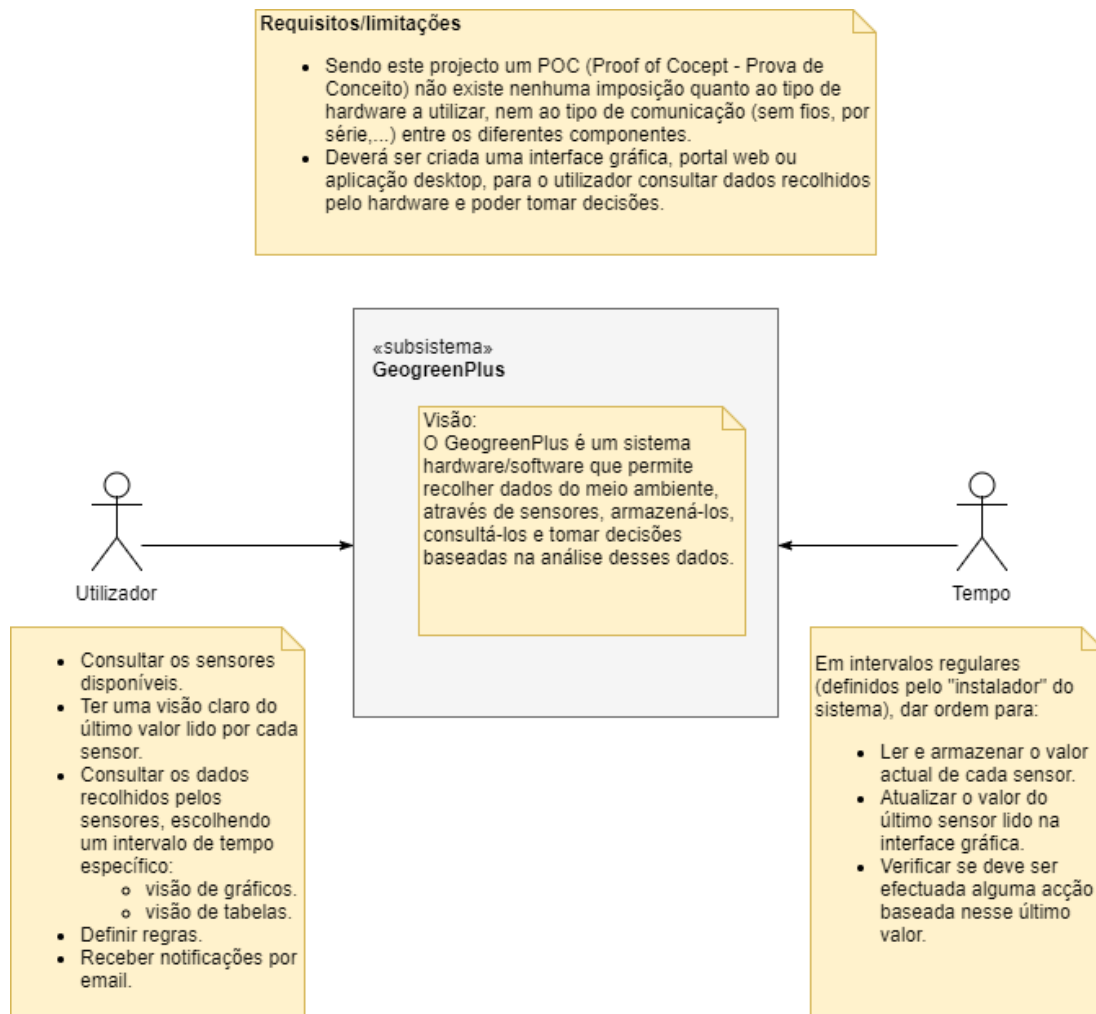 Requisitos/limitações
• Sendo este projecto um POC (Proof of Cocept - Prova de
Conceito) não existe nenhuma imposição quanto ao tipo de
hardware a utilizar, nem ao tipo de comunicação (sem fios, por
série,...) entre os diferentes componentes.
• Deverá ser criada uma interface gráfica, portal web ou
aplicação desktop, para o utilizador consultar dados recolhidos
pelo hardware e poder tomar decisões.
«subsistema»
GeogreenPlus
Visão:
O GeogreenPlus é um sistema
hardware/software que permite
recolher dados do meio ambiente,
através de sensores, armazená-los,
consultá-los e tomar decisões
baseadas na análise desses dados.
Utilizador
• Consultar os sensores
disponíveis.
• Ter uma visão claro do
último valor lido por cada
sensor.
• Consultar os dados
recolhidos pelos
sensores, escolhendo
um intervalo de tempo
específico:
◦ visão de gráficos.
◦ visão de tabelas.
• Definir regras.
• Receber notificações por
email.
Tempo
Em intervalos regulares
(definidos pelo "instalador" do
sistema), dar ordem para:
• Ler e armazenar o valor
actual de cada sensor.
• Atualizar o valor do
último sensor lido na
interface gráfica.
• Verificar se deve ser
efectuada alguma acção
baseada nesse último
valor.